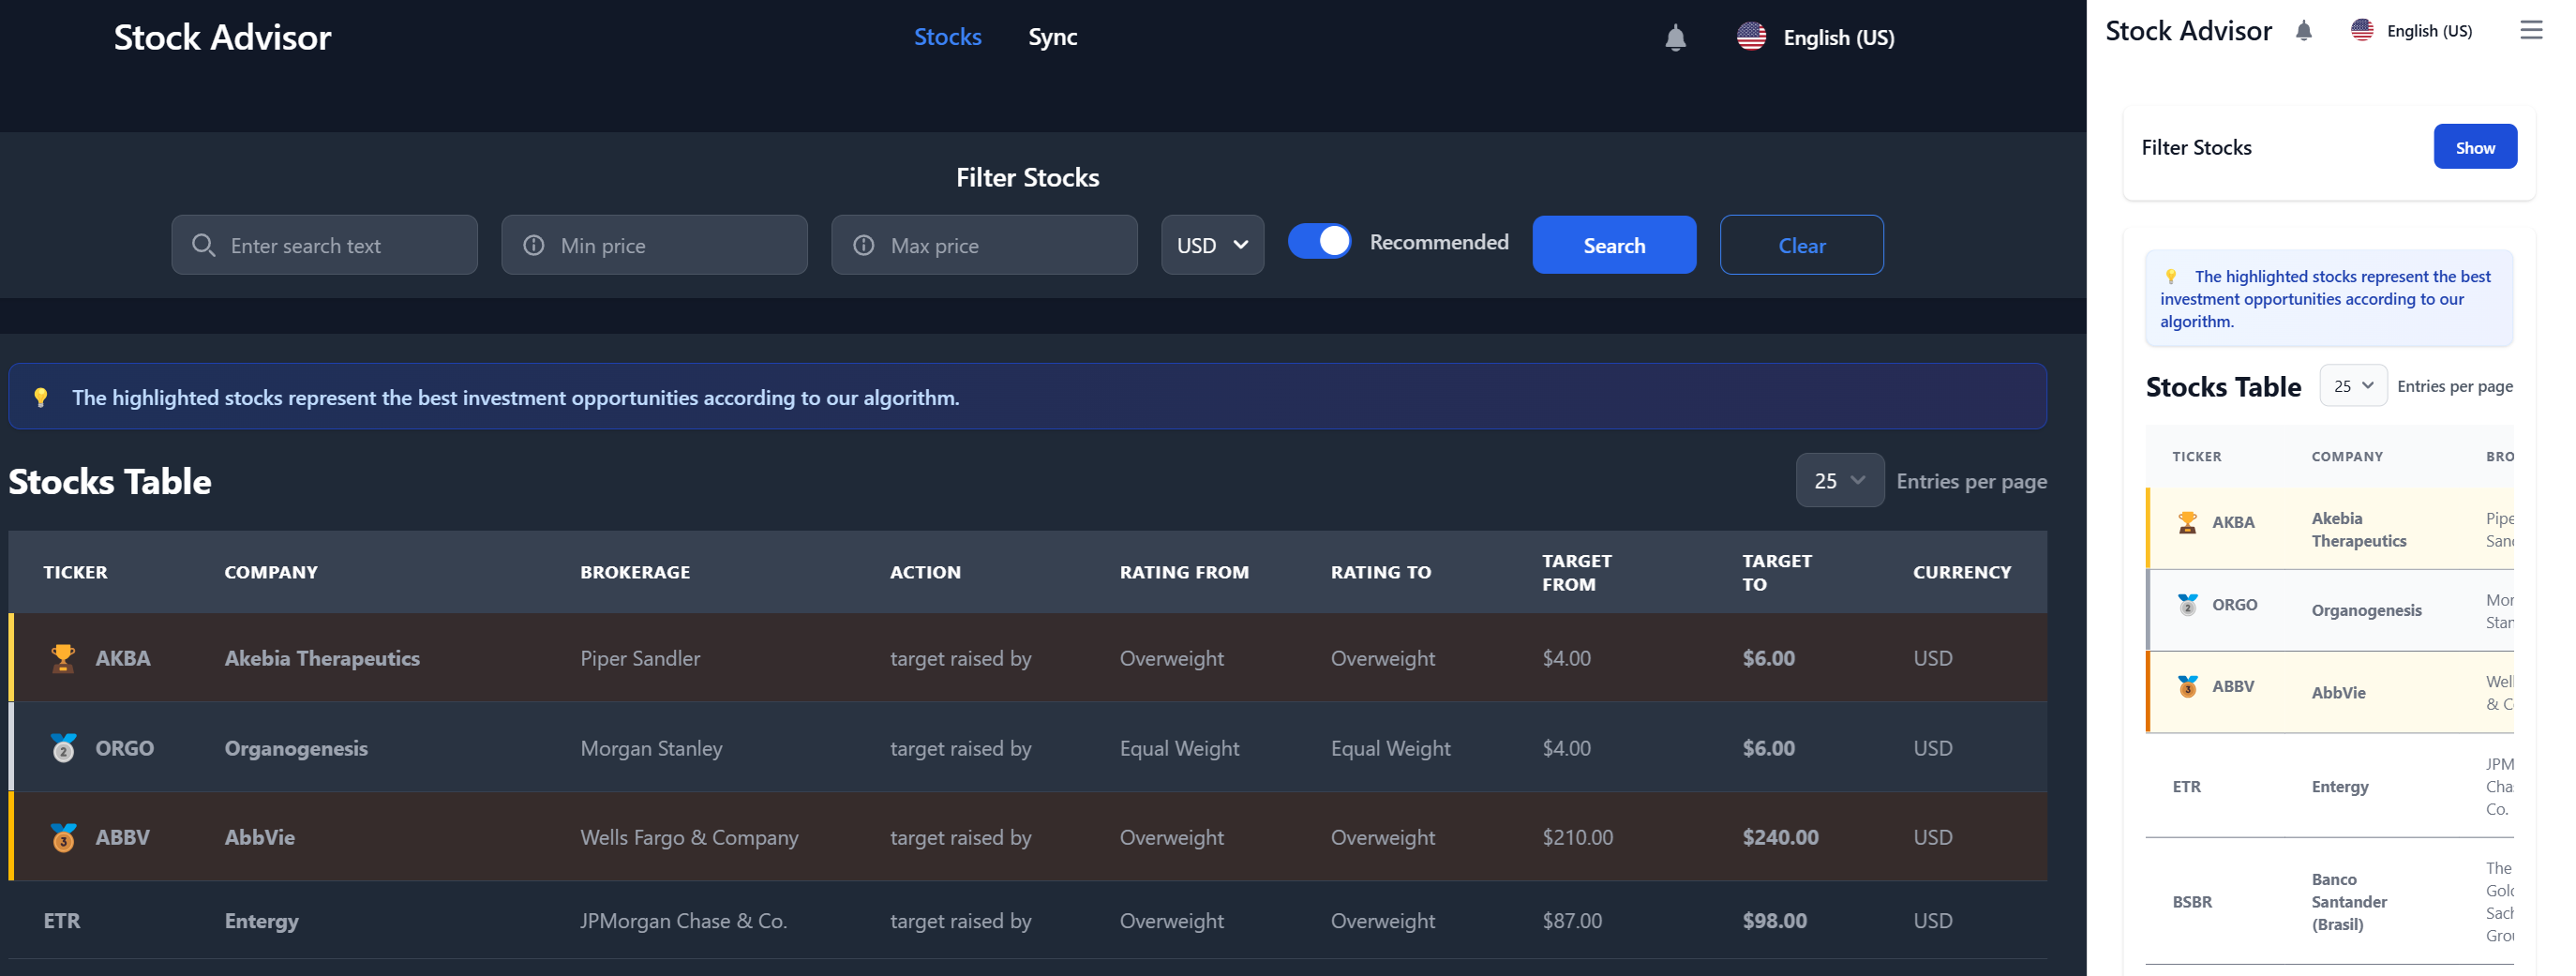 Stock Advisor
Stocks Sync
English (US)
Filter Stocks
Enter search text Min price Max price USD Recommended Search Clear
The highlighted stocks represent the best investment opportunities according to our algorithm.
Stocks Table
25 Entries per page
TICKER COMPANY BROKERAGE ACTION RATING FROM RATING TO TARGET FROM TARGET TO CURRENCY
AKBA Akebia Therapeutics Piper Sandler target raised by Overweight Overweight $4.00 $6.00 USD
2 ORGO Organogenesis Morgan Stanley target raised by Equal Weight Equal Weight $4.00 $6.00 USD
3 ABBV AbbVie Wells Fargo & Company target raised by Overweight Overweight $210.00 $240.00 USD
ETR Entergy JPMorgan Chase & Co. target raised by Overweight Overweight $87.00 $98.00 USD
Stock Advisor English (US)
Filter Stocks Show
The highlighted stocks represent the best
investment opportunities according to our
algorithm.
Stocks Table 25 Entries per page
TICKER COMPANY BRO
AKBA Akebia Therapeutics Pipe Sand
2 ORGO Organogenesis Mor Stan
3 ABBV AbbVie Well & C
ETR Entergy JPM Cha Co.
BSBR Banco Santander (Brasil) The Gold Sach Grou